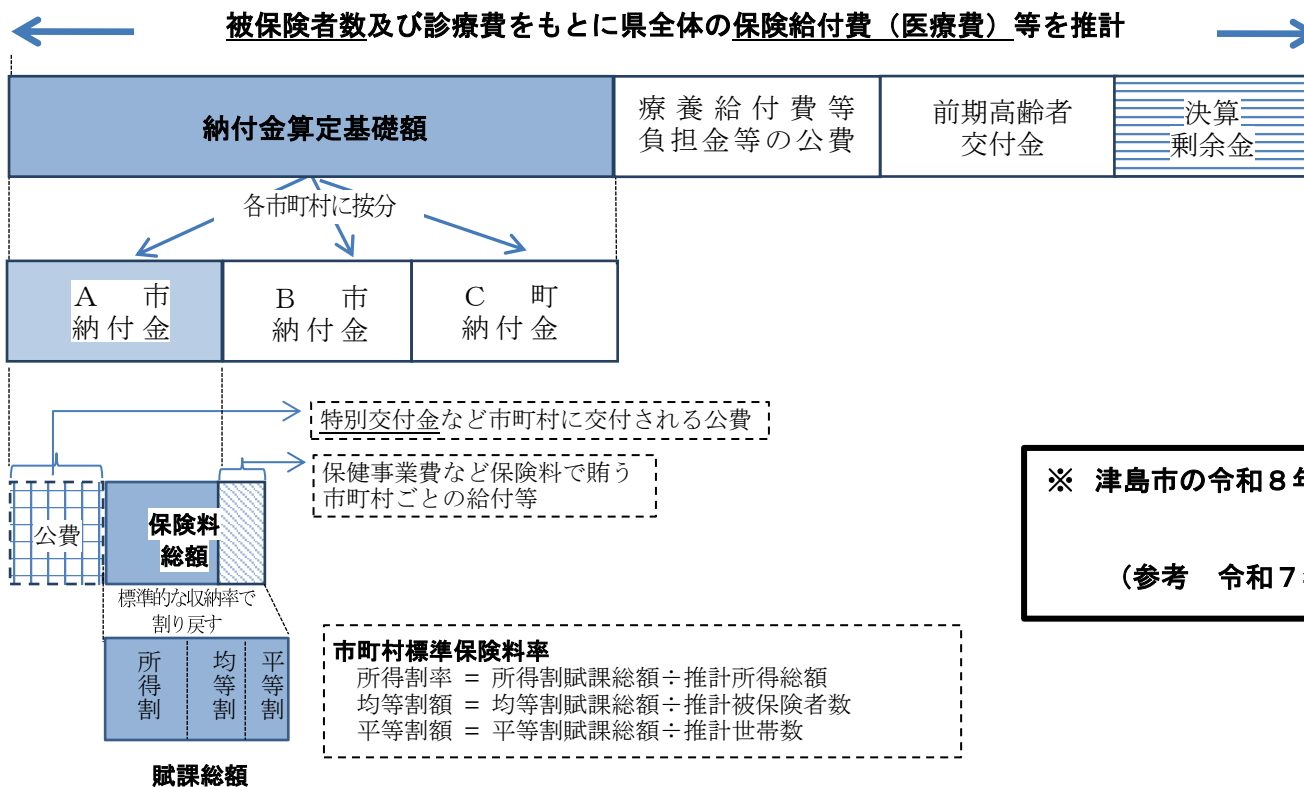 被保険者数及び診療費をもとに県全体の保険給付費（医療費）等を推計
納付金算定基礎額
療養給付費等
負担金等の公費
前期高齢者
交付金
決算
剰余金
各市町村に按分
A　市
納付金
B　市
納付金
C　町
納付金
特別交付金など市町村に交付される公費
保健事業費など保険料で賄う
市町村ごとの給付等
※ 津島市の令和８年
（参考　令和７年
公費
保険料
総額
標準的な収納率で
割り戻す
所得割
均等割
平等割
市町村標準保険料率
所得割率 = 所得割賦課総額÷推計所得総額
均等割額 = 均等割賦課総額÷推計被保険者数
平等割額 = 平等割賦課総額÷推計世帯数
賦課総額